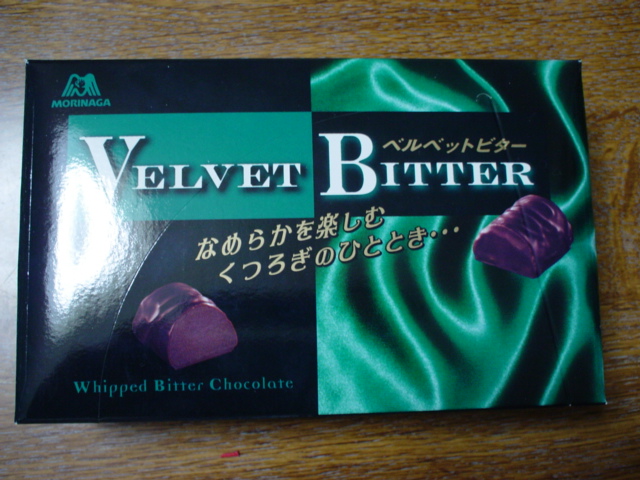 MORINAGA
ベルベットビター
VELVET BITTER
なめらかを楽しむ
くつろぎのひととき・・・
Whipped Bitter Chocolate